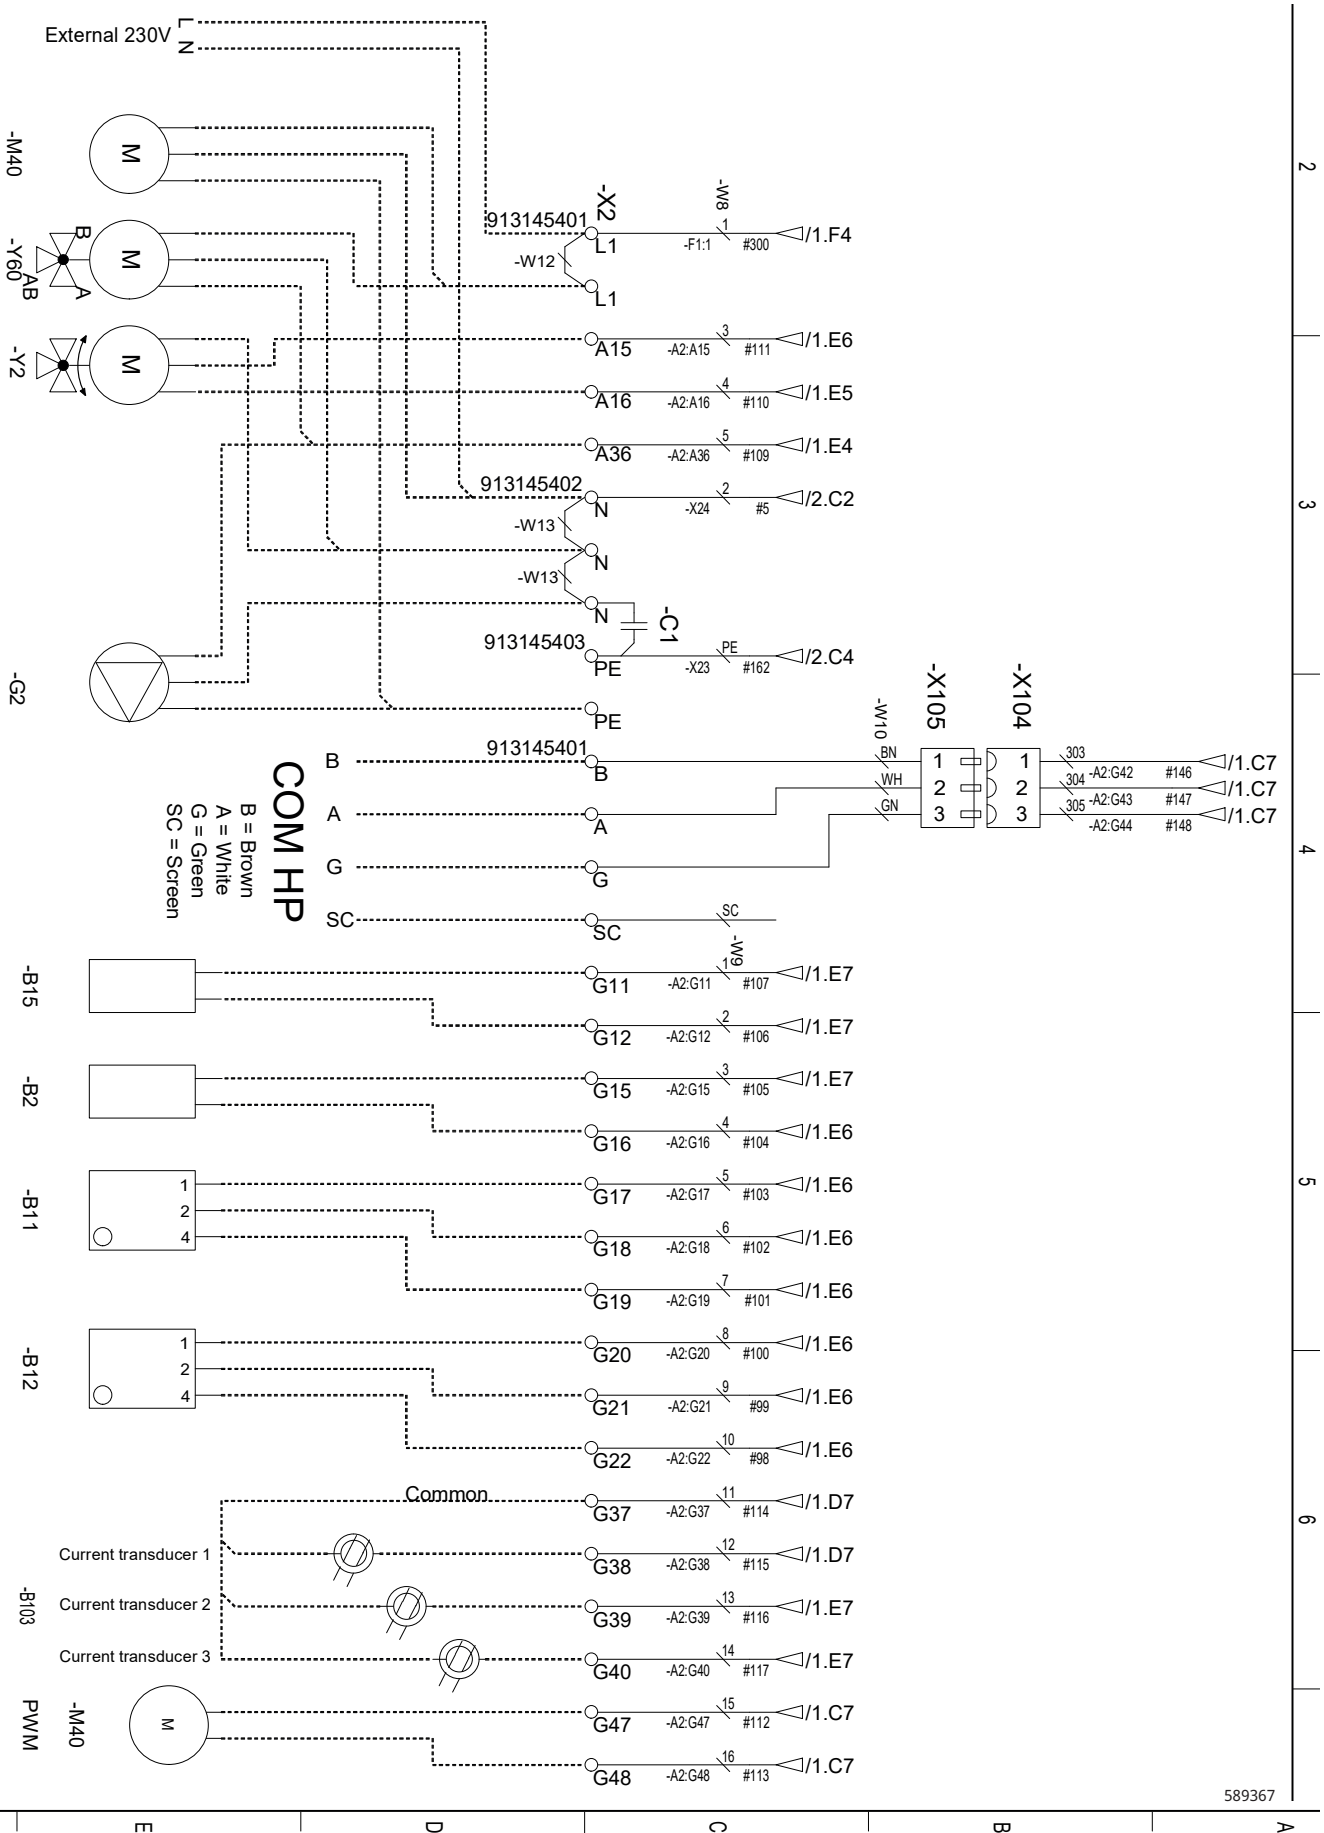 External 230V
L
N
2
-M40
M
-X2
-W8
913145401
L1
1
-F1:1
#300
/1.F4
-W12
L1
-Y60
B
A
AB
M
-Y2
M
A15
3
-A2:A15
#111
/1.E6
A16
4
-A2:A16
#110
/1.E5
A36
5
-A2:A36
#109
/1.E4
913145402
N
2
-X24
#5
/2.C2
3
-W13
N
-W13
N
-C1
913145403
PE
PE
-X23
#162
/2.C4
-G2
PE
-W10
-X105
-X104
B
913145401
B
BN
1
1
303
-A2:G42
#146
/1.C7
WH
2
2
304
-A2:G43
#147
/1.C7
GN
3
3
305
-A2:G44
#148
/1.C7
A
A
G
G
SC
SC
SC
4
COM HP
B = Brown
A = White
G = Green
SC = Screen
-W9
-B15
G11
1
-A2:G11
#107
/1.E7
G12
2
-A2:G12
#106
/1.E7
-B2
G15
3
-A2:G15
#105
/1.E7
G16
4
-A2:G16
#104
/1.E6
-B11
1
2
4
G17
5
-A2:G17
#103
/1.E6
5
G18
6
-A2:G18
#102
/1.E6
G19
7
-A2:G19
#101
/1.E6
-B12
1
2
4
G20
8
-A2:G20
#100
/1.E6
G21
9
-A2:G21
#99
/1.E6
G22
10
-A2:G22
#98
/1.E6
Common
G37
11
-A2:G37
#114
/1.D7
6
Current transducer 1
G38
12
-A2:G38
#115
/1.D7
-B103
Current transducer 2
G39
13
-A2:G39
#116
/1.E7
Current transducer 3
G40
14
-A2:G40
#117
/1.E7
PWM
-M40
M
G47
15
-A2:G47
#112
/1.C7
G48
16
-A2:G48
#113
/1.C7
589367
E
D
C
B
A